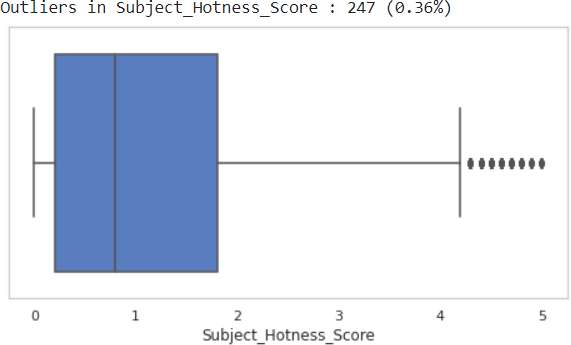 Outliers in Subject_Hotness_Score : 247 (0.36%)
0 1 2 3 4 5
Subject_Hotness_Score